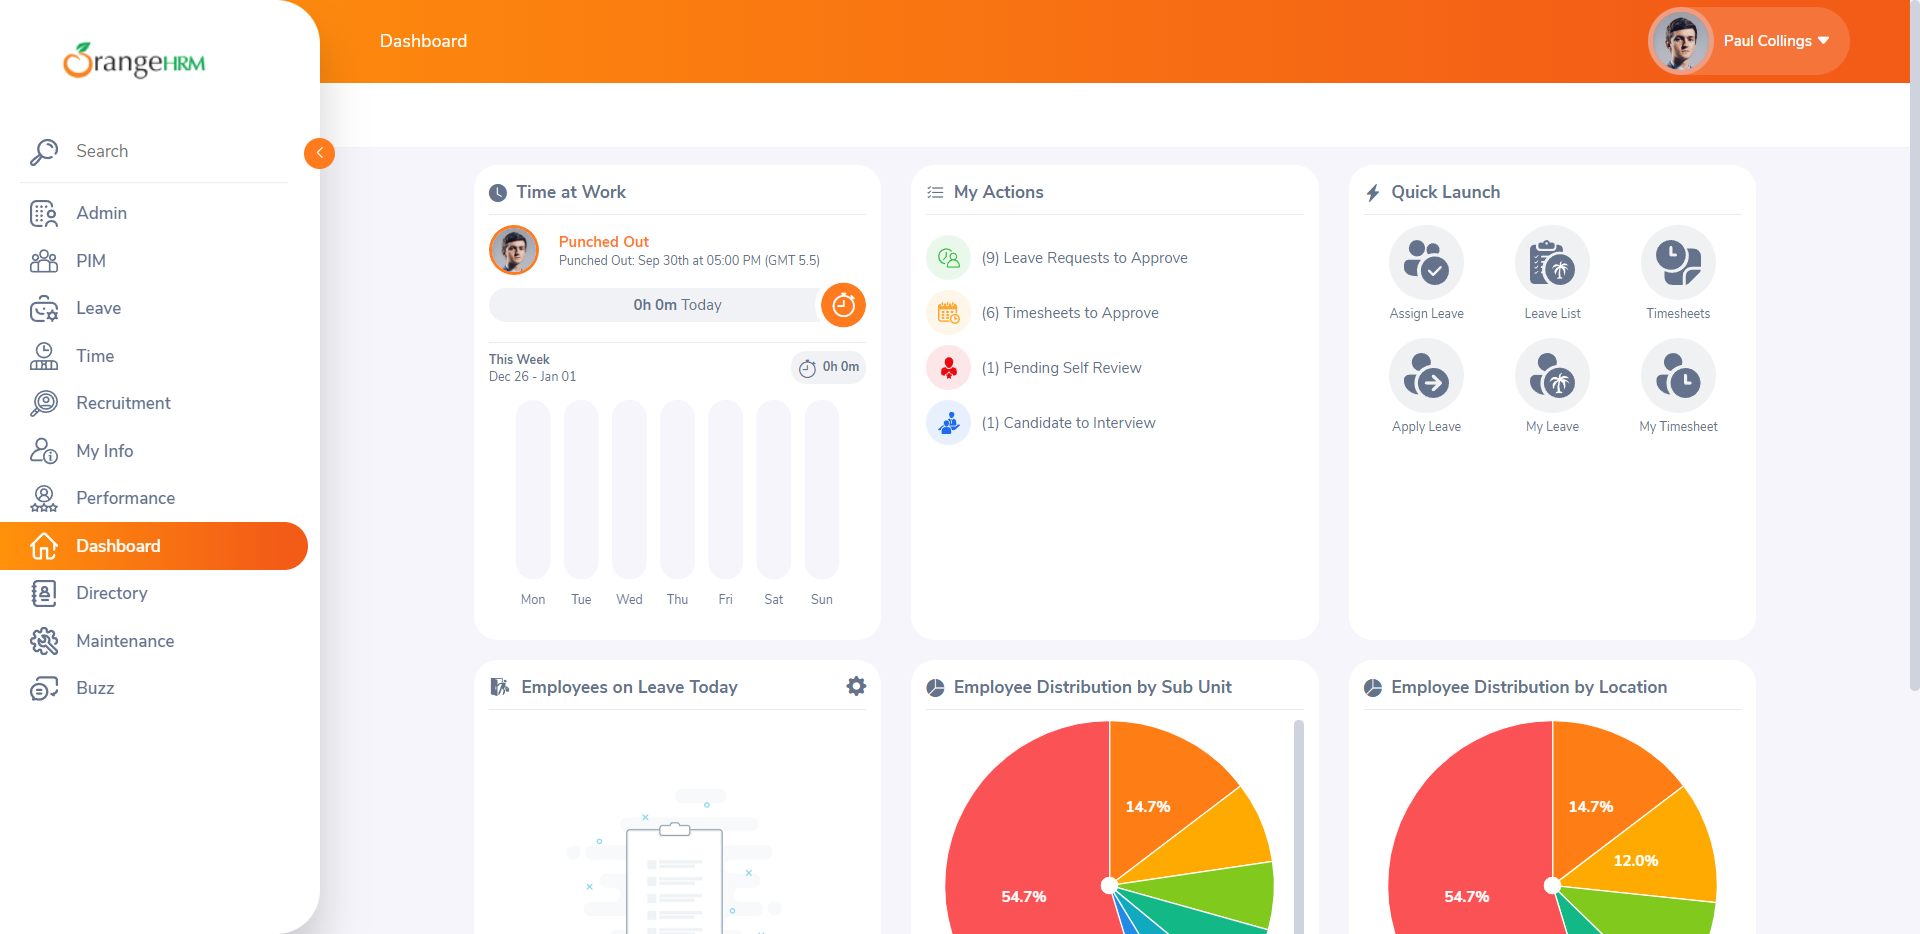 Dashboard
Paul Collings
OrangeHRM
Search
Admin
PIM
Leave
Time
Recruitment
My Info
Performance
Dashboard
Directory
Maintenance
Buzz
Time at Work
Punched Out
Punched Out: Sep 30th at 05:00 PM (GMT 5.5)
0h 0m Today
This Week
Dec 26 - Jan 01
0h 0m
Mon Tue Wed Thu Fri Sat Sun
My Actions
(9) Leave Requests to Approve
(6) Timesheets to Approve
(1) Pending Self Review
(1) Candidate to Interview
Quick Launch
Assign Leave Leave List Timesheets
Apply Leave My Leave My Timesheet
Employees on Leave Today
Employee Distribution by Sub Unit
14.7%
54.7%
Employee Distribution by Location
14.7%
12.0%
54.7%